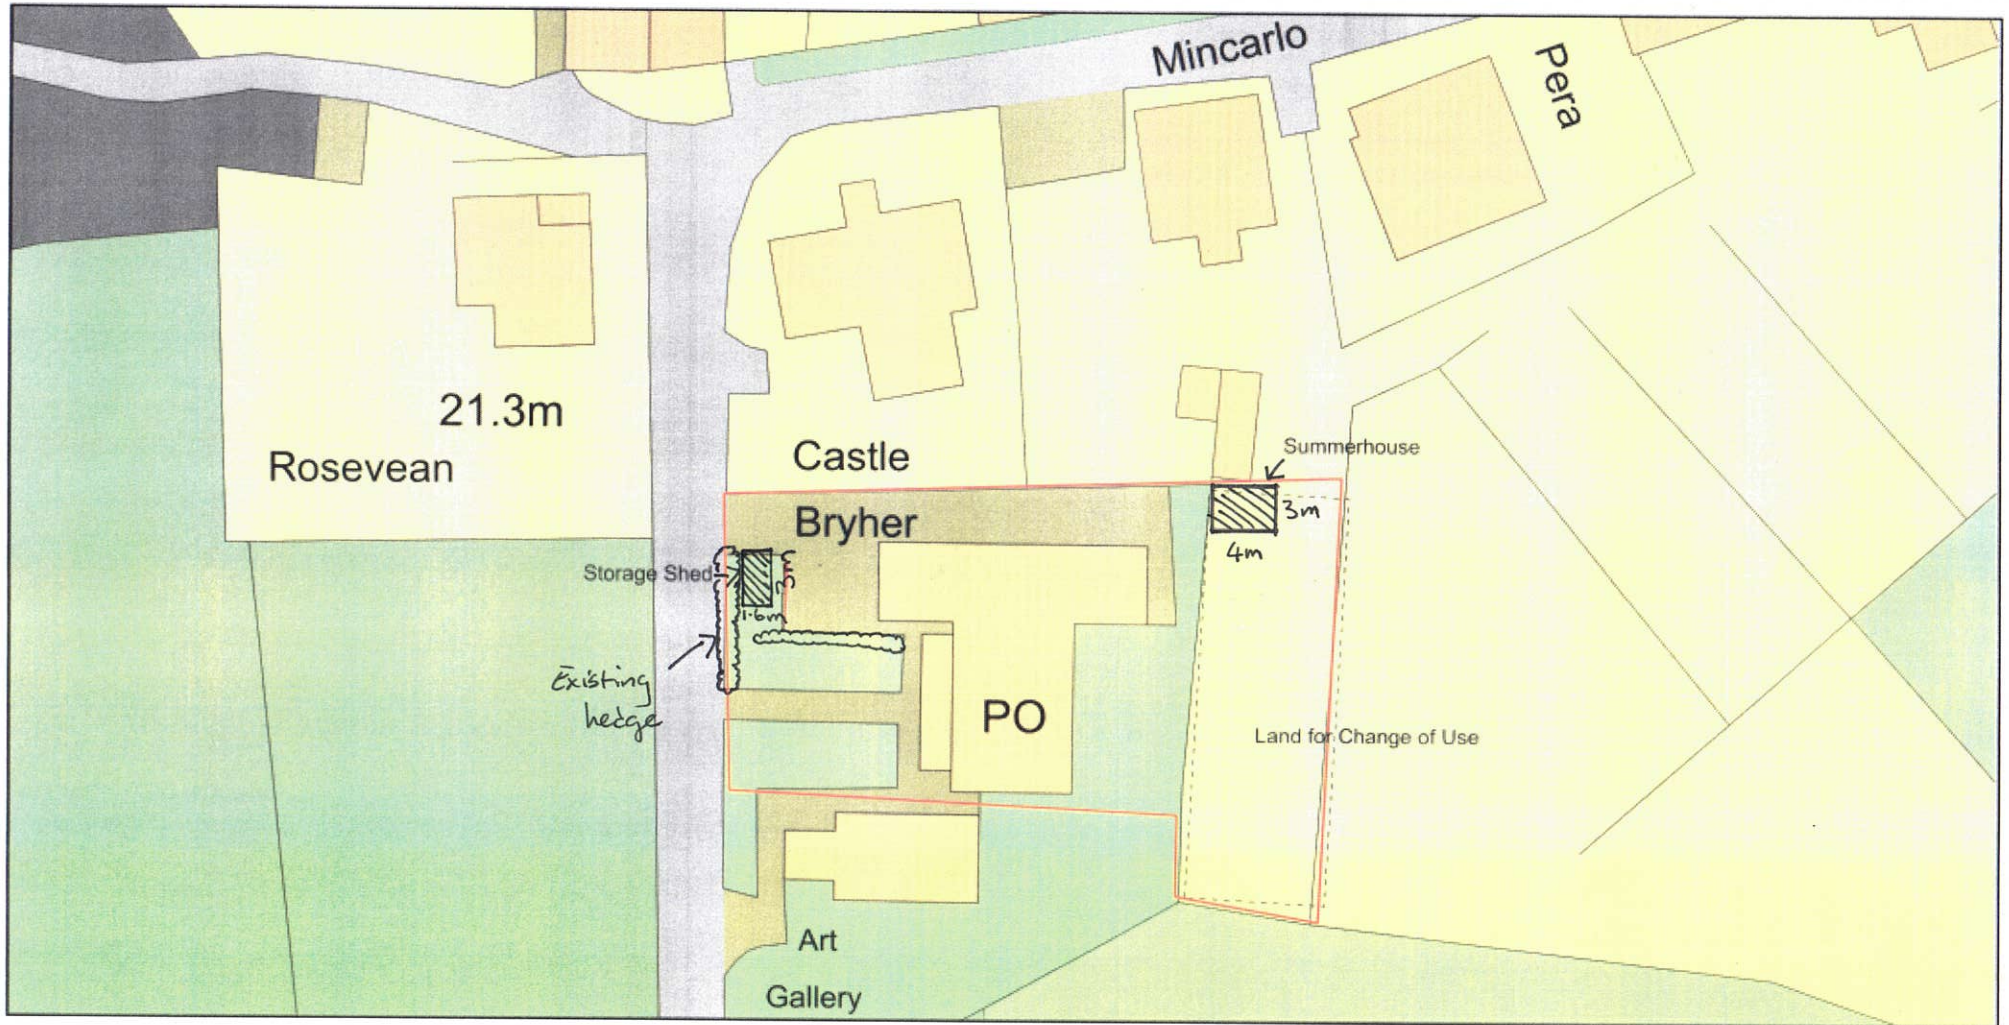 Mincarlo
Pera
21.3m
Rosevean
Castle
Summerhouse
Bryher
3m
4m
Storage Shed
3m
1.6m
Existing
hedge
PO
Land for Change of Use
Art
Gallery